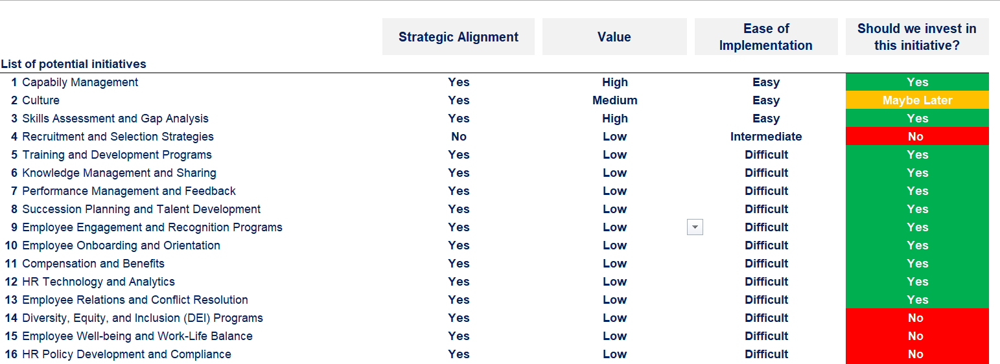 Strategic Alignment Value Ease of Implementation Should we invest in this initiative?
List of potential initiatives
1 Capabily Management Yes High Easy Yes
2 Culture Yes Medium Easy Maybe Later
3 Skills Assessment and Gap Analysis Yes High Easy Yes
4 Recruitment and Selection Strategies No Low Intermediate No
5 Training and Development Programs Yes Low Difficult Yes
6 Knowledge Management and Sharing Yes Low Difficult Yes
7 Performance Management and Feedback Yes Low Difficult Yes
8 Succession Planning and Talent Development Yes Low Difficult Yes
9 Employee Engagement and Recognition Programs Yes Low Difficult Yes
10 Employee Onboarding and Orientation Yes Low Difficult Yes
11 Compensation and Benefits Yes Low Difficult Yes
12 HR Technology and Analytics Yes Low Difficult Yes
13 Employee Relations and Conflict Resolution Yes Low Difficult Yes
14 Diversity, Equity, and Inclusion (DEI) Programs Yes Low Difficult No
15 Employee Well-being and Work-Life Balance Yes Low Difficult No
16 HR Policy Development and Compliance Yes Low Difficult No